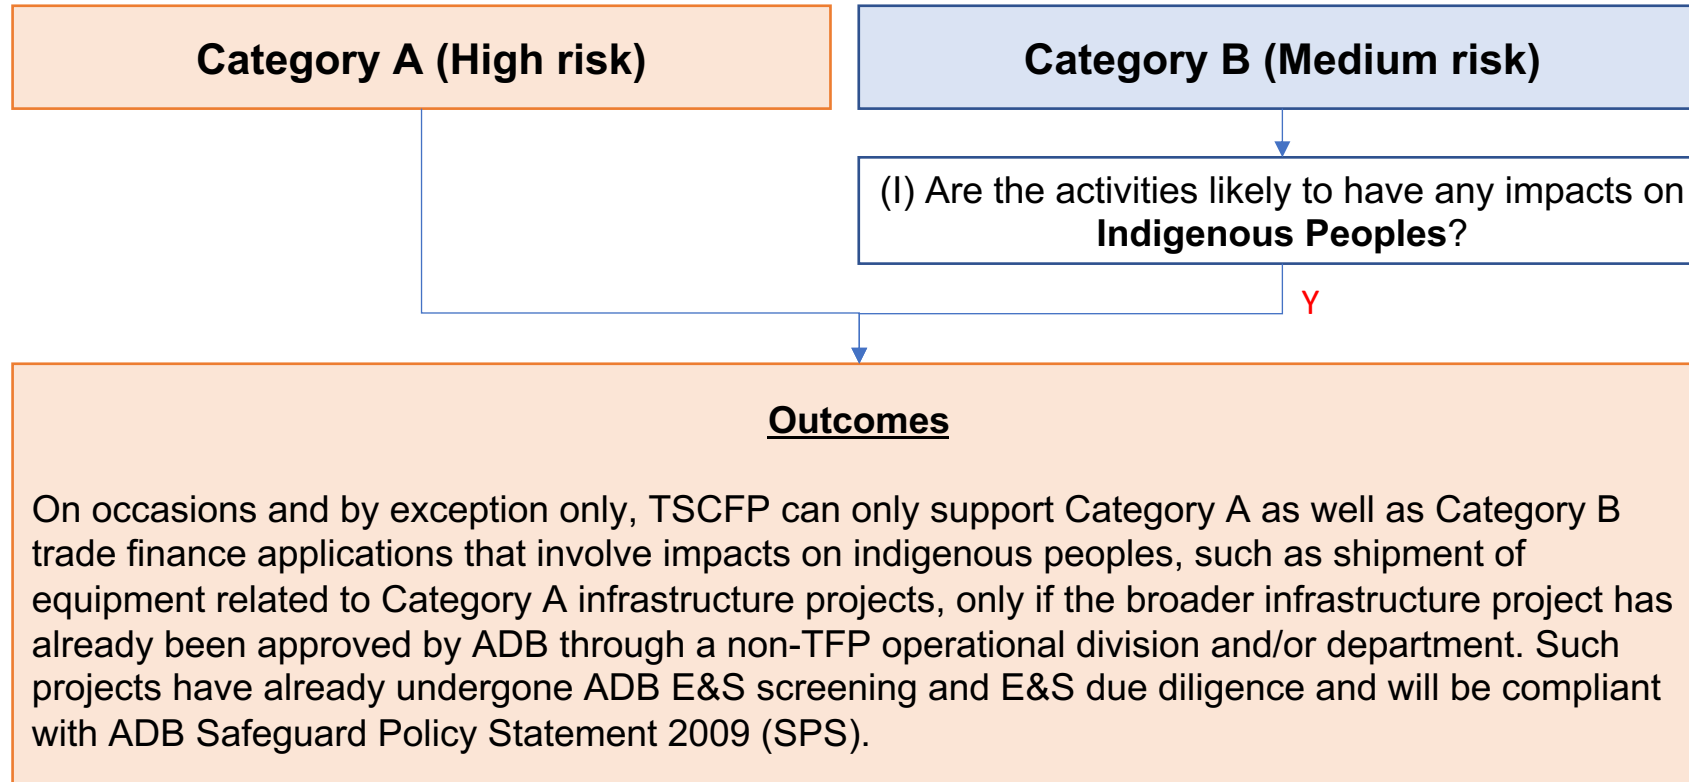 Category A (High risk)
Category B (Medium risk)
(I) Are the activities likely to have any impacts on
Indigenous Peoples?
Y
Outcomes
On occasions and by exception only, TSCFP can only support Category A as well as Category B
trade finance applications that involve impacts on indigenous peoples, such as shipment of
equipment related to Category A infrastructure projects, only if the broader infrastructure project has
already been approved by ADB through a non-TFP operational division and/or department. Such
projects have already undergone ADB E&S screening and E&S due diligence and will be compliant
with ADB Safeguard Policy Statement 2009 (SPS).